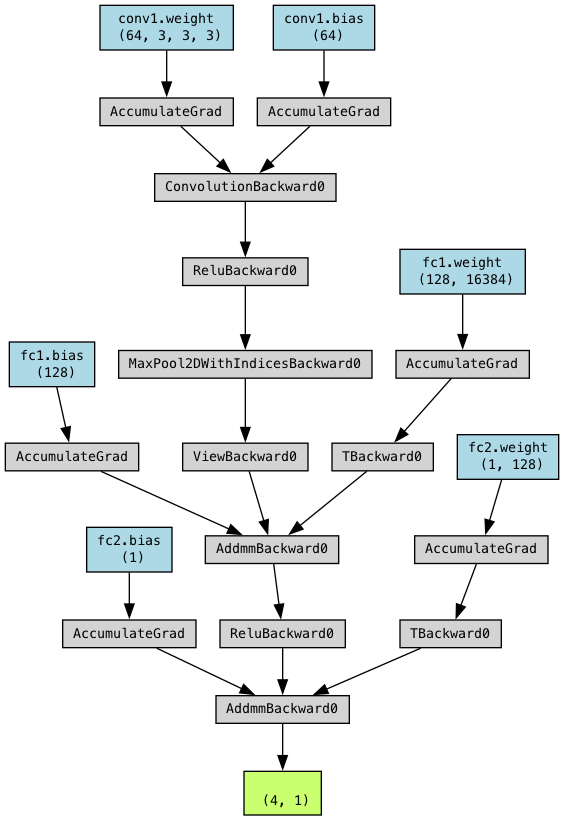 conv1.weight
(64, 3, 3, 3)
conv1.bias
(64)
AccumulateGrad
AccumulateGrad
ConvolutionBackward0
ReluBackward0
fc1.weight
(128, 16384)
fc1.bias
(128)
MaxPool2DWithIndicesBackward0
AccumulateGrad
AccumulateGrad
ViewBackward0
TBackward0
fc2.weight
(1, 128)
fc2.bias
(1)
AddmmBackward0
AccumulateGrad
AccumulateGrad
ReluBackward0
TBackward0
AddmmBackward0
(4, 1)